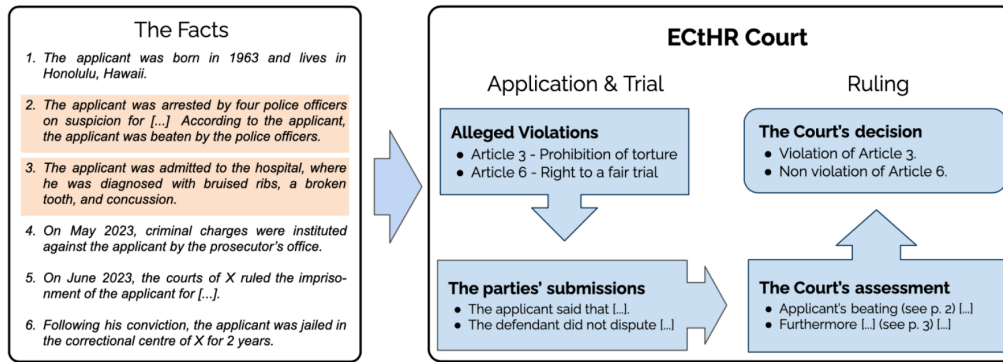 The Facts
1. The applicant was born in 1963 and lives in
Honolulu, Hawaii.
2. The applicant was arrested by four police officers
on suspicion for [...] According to the applicant,
the applicant was beaten by the police officers.
3. The applicant was admitted to the hospital, where
he was diagnosed with bruised ribs, a broken
tooth, and concussion.
4. On May 2023, criminal charges were instituted
against the applicant by the prosecutor's office.
5. On June 2023, the courts of X ruled the impriso-
nment of the applicant for [...].
6. Following his conviction, the applicant was jailed in
the correctional centre of X for 2 years.
ECtHR Court
Application & Trial
Alleged Violations
● Article 3 - Prohibition of torture
● Article 6 - Right to a fair trial
The parties' submissions
● The applicant said that [...].
● The defendant did not dispute [...]
Ruling
The Court's decision
● Violation of Article 3.
● Non violation of Article 6.
The Court's assessment
● Applicant's beating (see p. 2) [...]
● Furthermore [...] (see p. 3) [...]